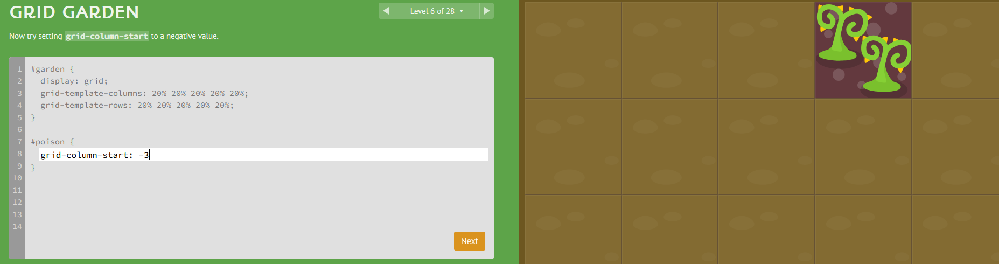 GRID GARDEN
◀ Level 6 of 28 ▾ ▶
Now try setting grid-column-start to a negative value.
1 #garden {
2 display: grid;
3 grid-template-columns: 20% 20% 20% 20% 20%;
4 grid-template-rows: 20% 20% 20% 20% 20%;
5 }
6
7 #poison {
8 grid-column-start: -3
9 }
10
11
12
13
14
Next